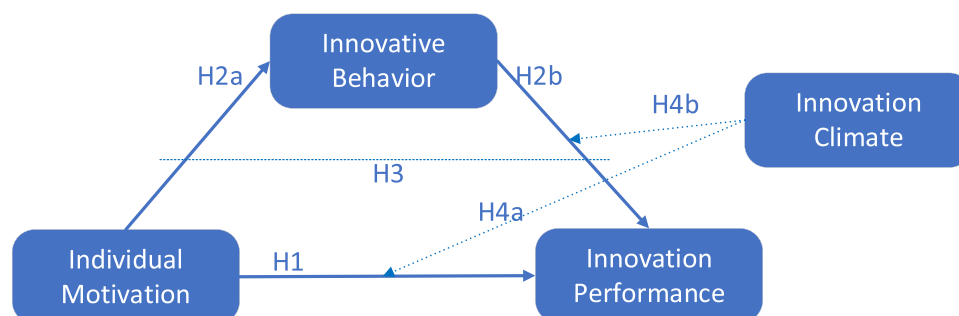 Innovative
Behavior
H2a
H2b
Innovation
Climate
H4b
H3
H4a
Individual
Motivation
H1
Innovation
Performance